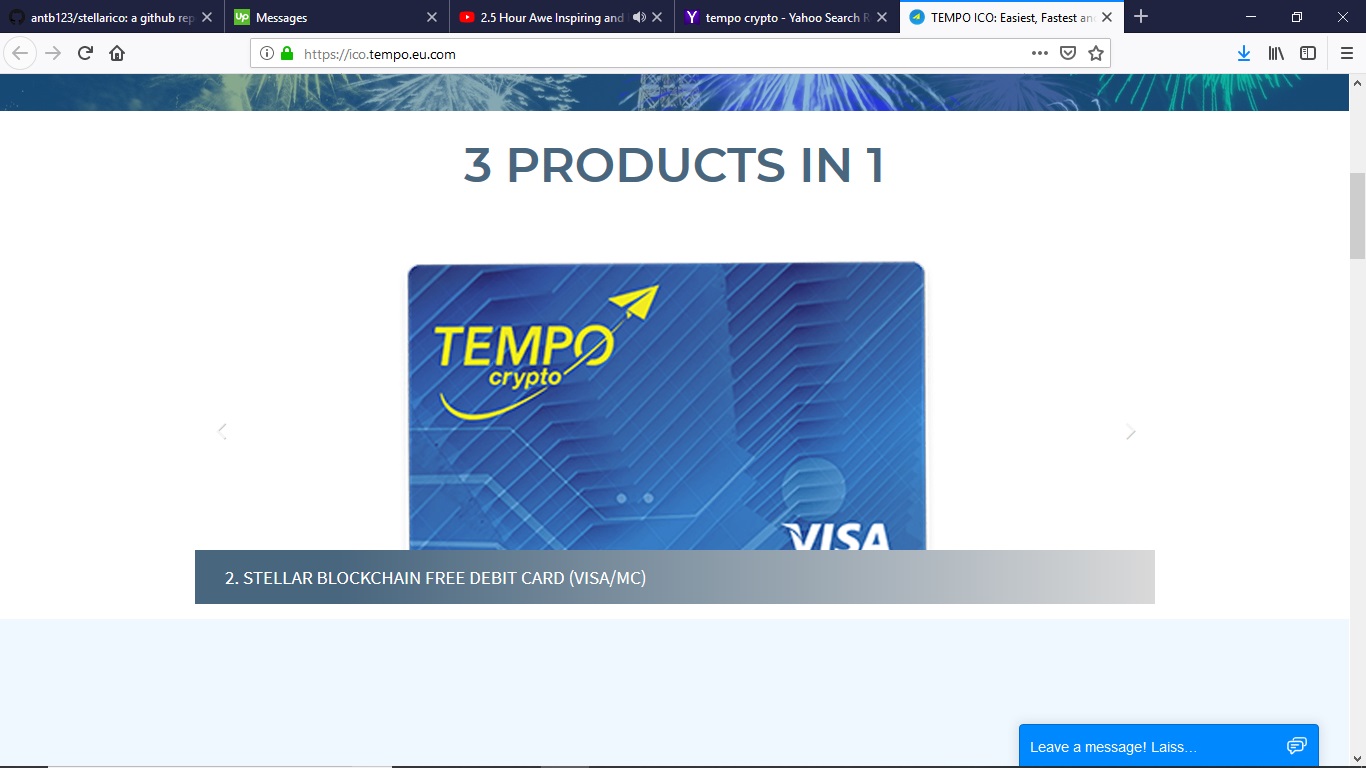 antb123/stellarico: a github rep
Up Messages
2.5 Hour Awe Inspiring and
tempo crypto - Yahoo Search R
TEMPO ICO: Easiest, Fastest an
https://ico.tempo.eu.com
3 PRODUCTS IN 1
TEMPO
crypto
VISA
2. STELLAR BLOCKCHAIN FREE DEBIT CARD (VISA/MC)
Leave a message! Laiss...